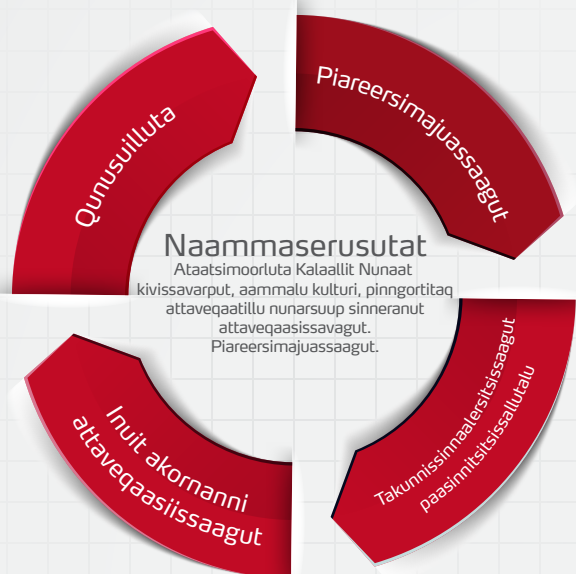 Qunusuilluta
Piareersimajuassaagut
Naammaserusutat
Ataatsimoorluta Kalaallit Nunaat
kivissavarput, aammalu kulturi, pinngortitaq
attaveqaatillu nunarsuup sinneranut
attaveqaasissavagut.
Piareersimajuassaagut.
Takunnissinnaalersitsisissaagut
paasinnitsitsissallutalu
Inuit akornanni
attaveqaasiissaagut